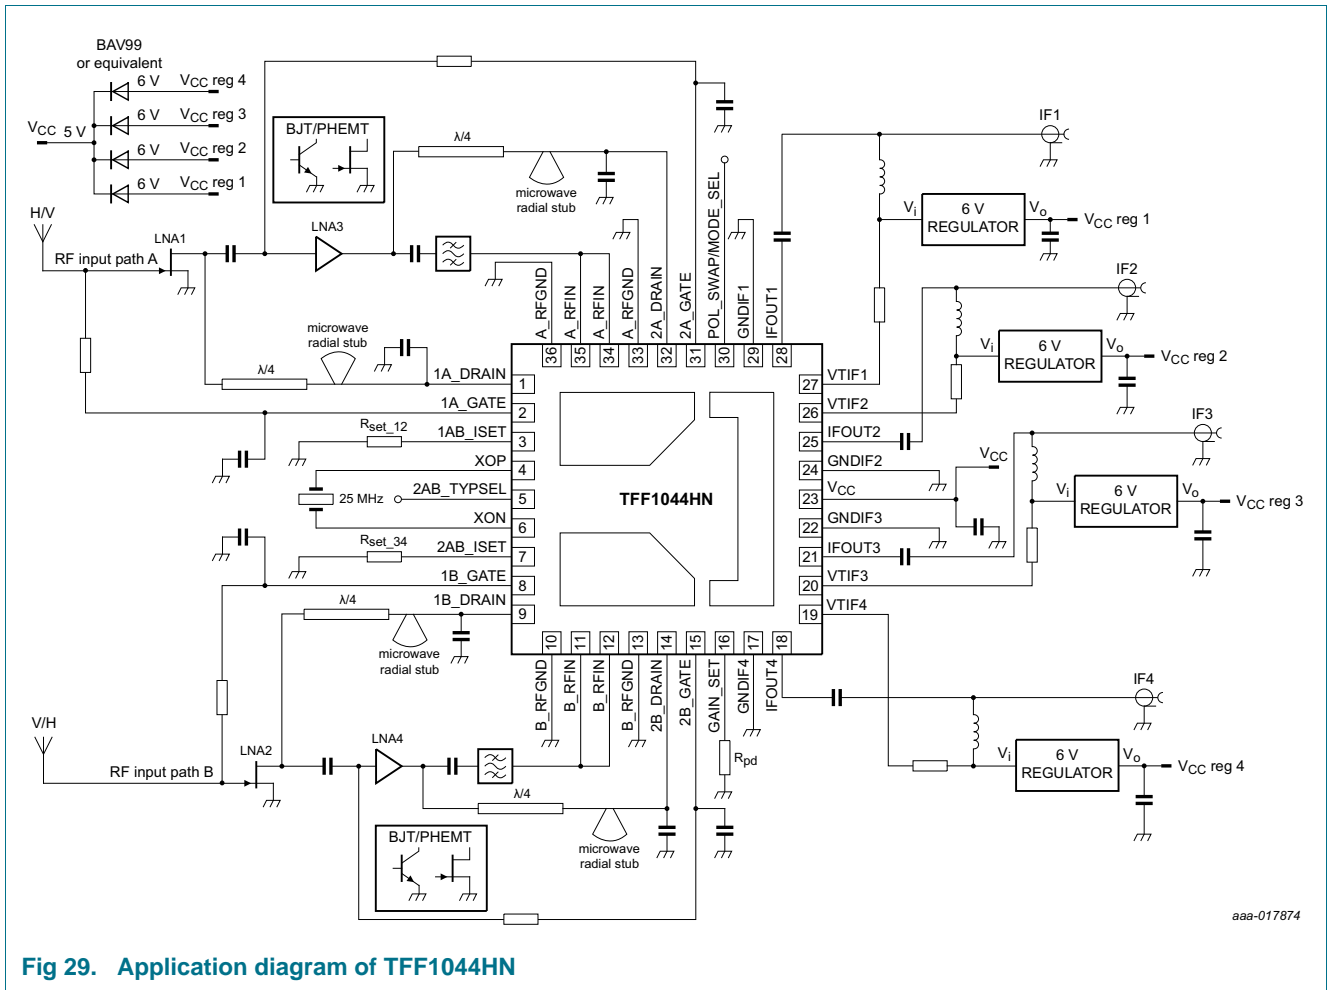 BAV99
or equivalent
6 V VCC reg 4
6 V VCC reg 3
VCC 5 V
6 V VCC reg 2
6 V VCC reg 1
BJT/PHEMT
λ/4
microwave
radial stub
H/V
LNA1
LNA3
RF input path A
microwave
radial stub
λ/4
A_RFGND
A_RFIN
A_RFIN
A_RFGND
2A_DRAIN
2A_GATE
POL_SWAP/MODE_SEL
GNDIF1
IFOUT1
36
35
34
33
32
31
30
29
28
1A_DRAIN 1
1A_GATE 2
Rset_12
1AB_ISET 3
XOP 4
25 MHz
2AB_TYPSEL 5
XON 6
Rset_34
2AB_ISET 7
1B_GATE 8
1B_DRAIN 9
λ/4
microwave
radial stub
TFF1044HN
27 VTIF1
26 VTIF2
25 IFOUT2
24 GNDIF2
23 VCC
22 GNDIF3
21 IFOUT3
20 VTIF3
19 VTIF4
VCC
IF1
Vi
6 V
REGULATOR
Vo
VCC reg 1
IF2
Vi
6 V
REGULATOR
Vo
VCC reg 2
IF3
Vi
6 V
REGULATOR
Vo
VCC reg 3
IF4
Vi
6 V
REGULATOR
Vo
VCC reg 4
10
11
12
13
14
15
16
17
18
B_RFGND
B_RFIN
B_RFIN
B_RFGND
2B_DRAIN
2B_GATE
GAIN_SET
GNDIF4
IFOUT4
Rpd
V/H
LNA2
LNA4
RF input path B
λ/4
microwave
radial stub
BJT/PHEMT
aaa-017874
Fig 29. Application diagram of TFF1044HN